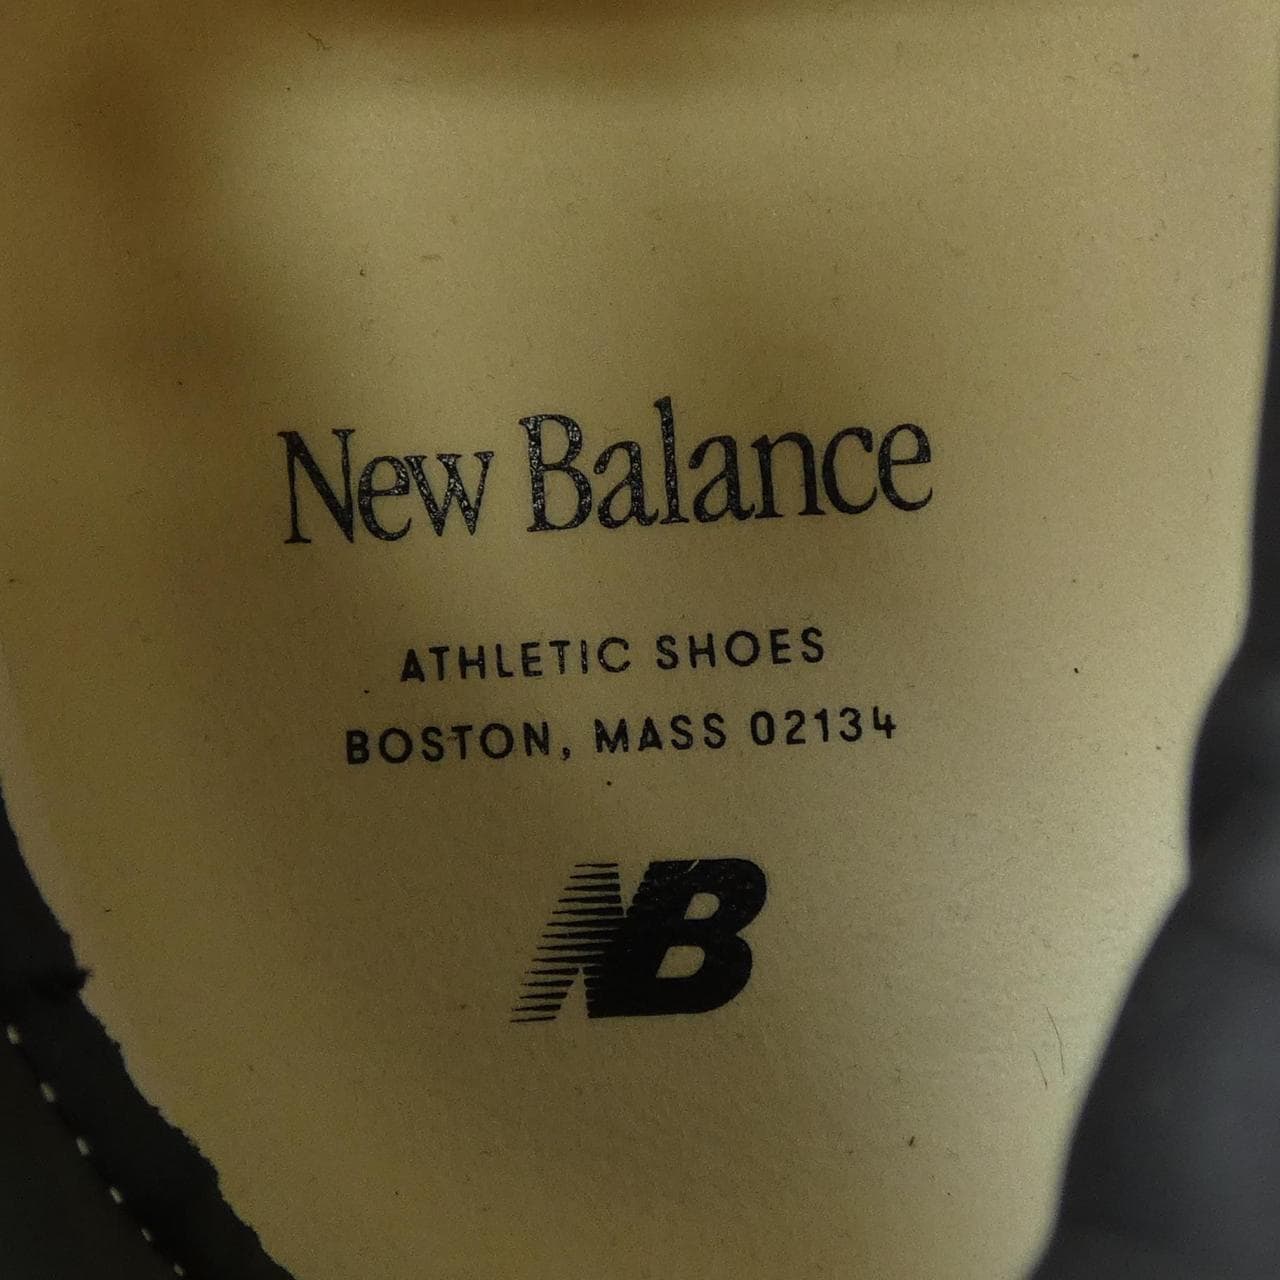 New Balance
ATHLETIC SHOES
BOSTON, MASS 02134
NB